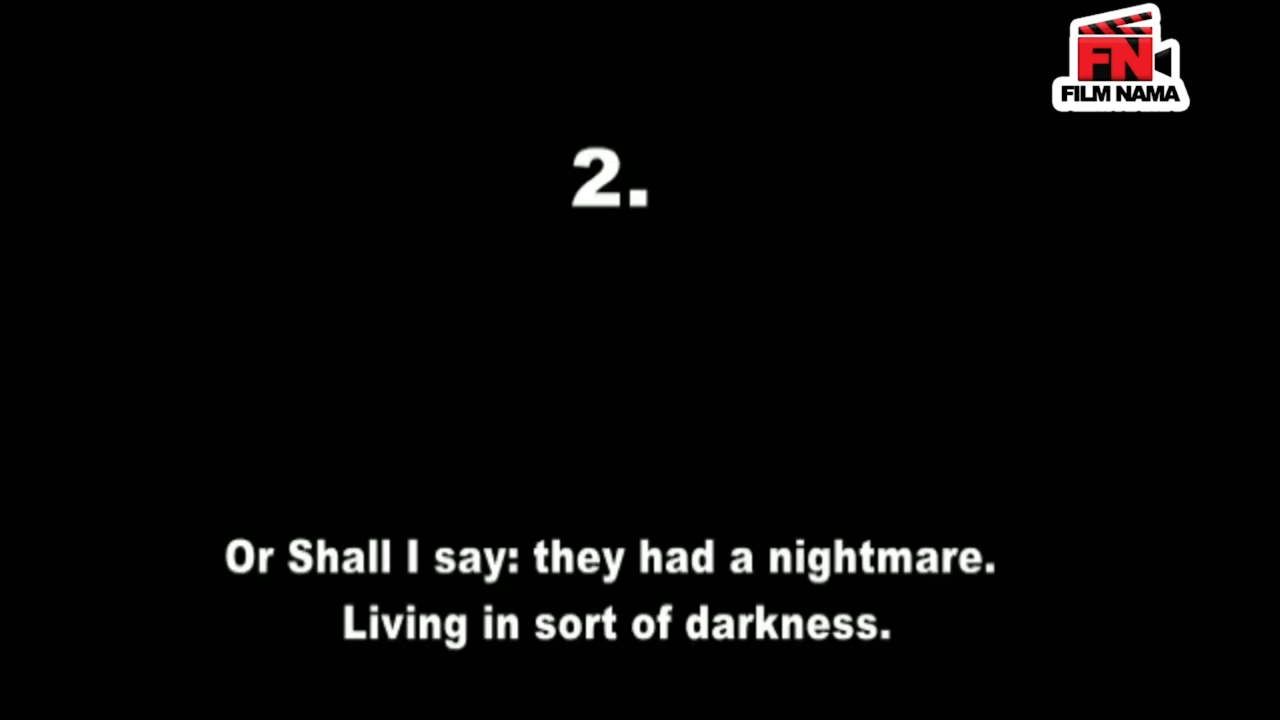 FN
FILM NAMA
2.
Or Shall I say: they had a nightmare.
Living in sort of darkness.